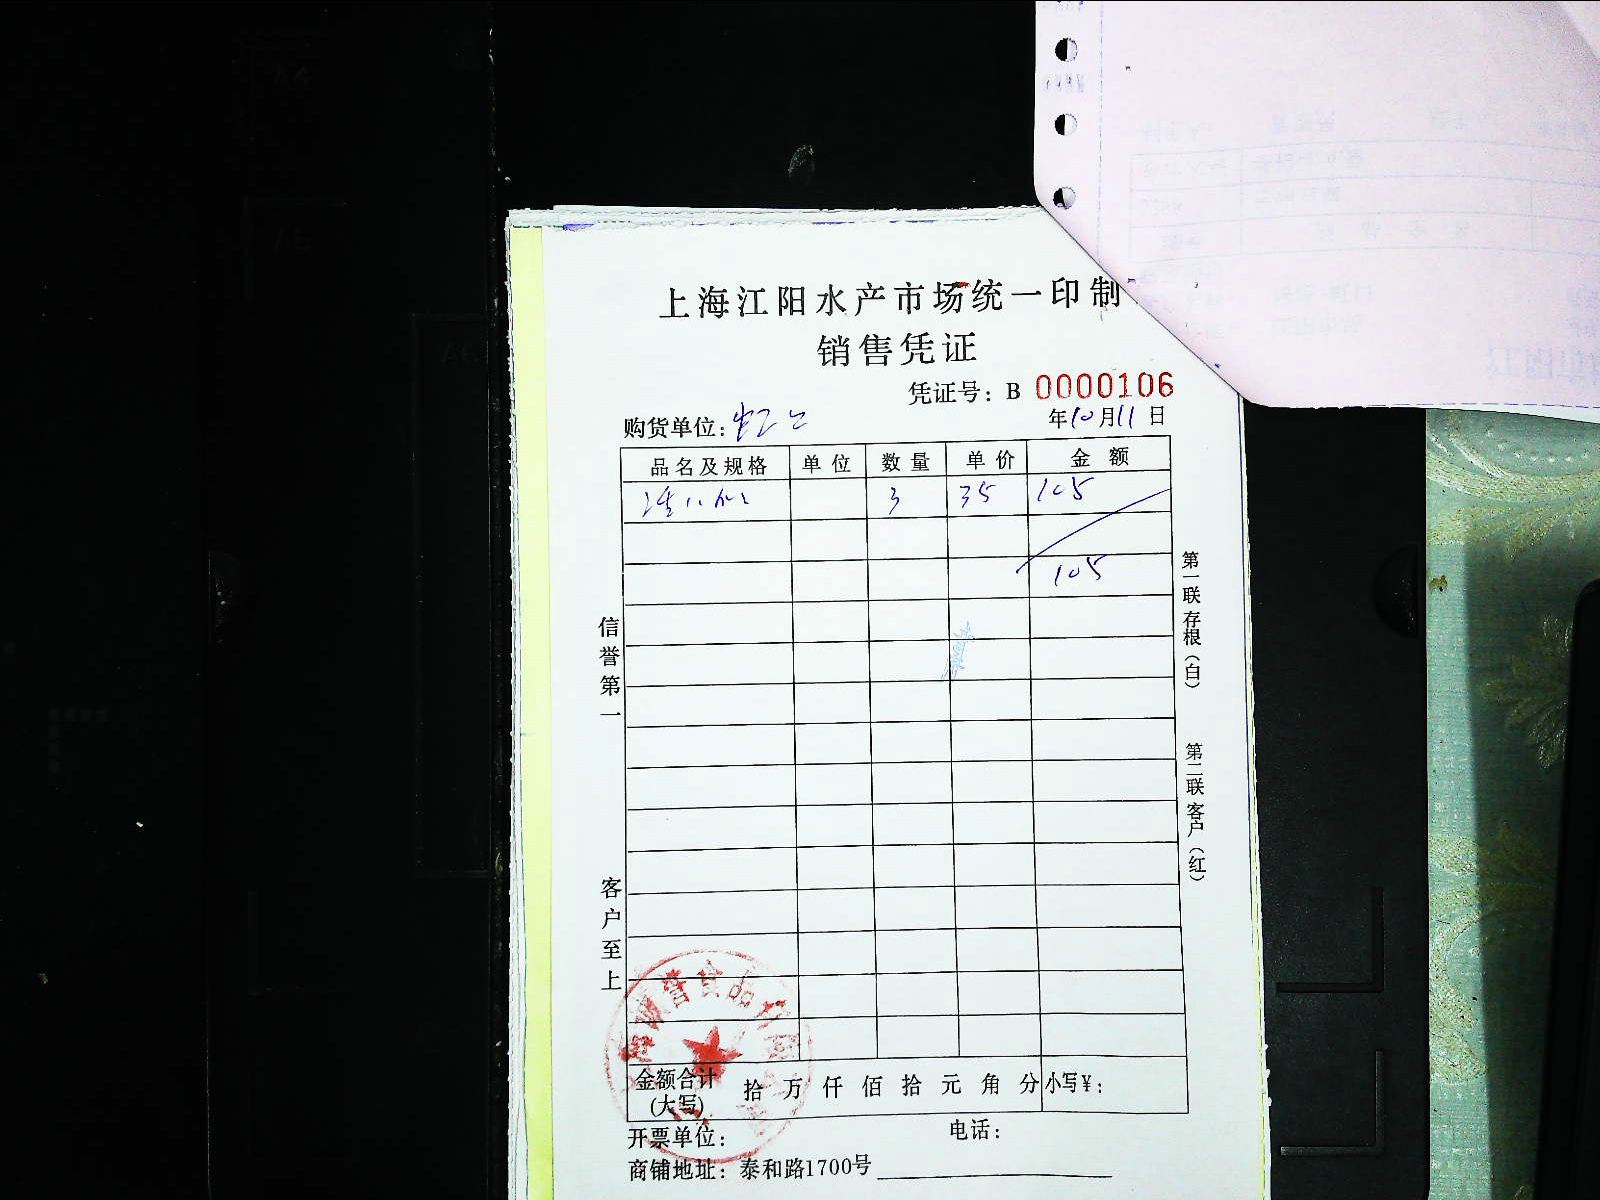 上海江阳水产市场统一印制
销售凭证
凭证号：B 0000106
购货单位：
年10月11日
品名及规格 单位 数量 单价 金额
3 35 105
105
信誉第一
客户至上
第一联存根（白）
第二联客户（红）
金额合计（大写） 拾 万 仟 佰 拾 元 角 分 小写¥：
开票单位： 电话：
商铺地址：泰和路1700号